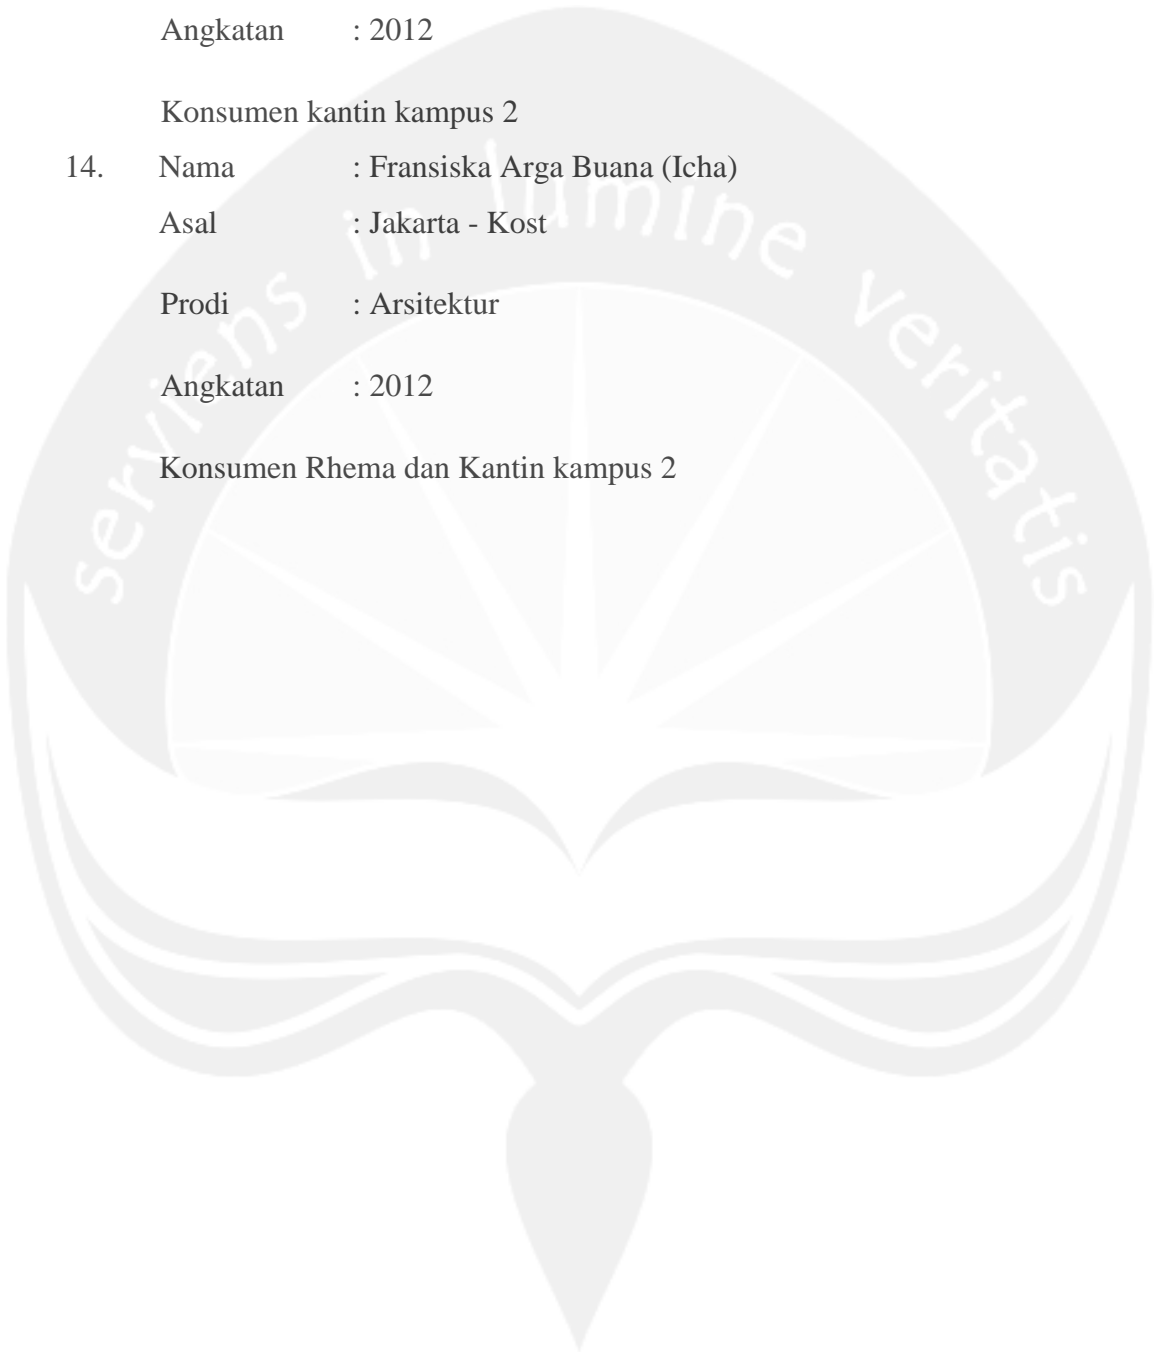 Angkatan : 2012
Konsumen kantin kampus 2
14. Nama : Fransiska Arga Buana (Icha)
Asal : Jakarta - Kost
Prodi : Arsitektur
Angkatan : 2012
Konsumen Rhema dan Kantin kampus 2
serviens in lumine veritatis